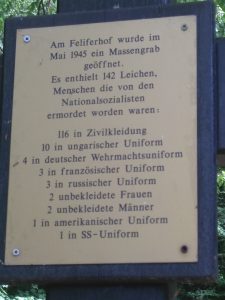 Am Feliferhof wurde im
Mai 1945 ein Massengrab
geöffnet.
Es enthielt 142 Leichen,
Menschen die von den
Nationalsozialisten
ermordet worden waren:
116 in Zivilkleidung
10 in ungarischer Uniform
4 in deutscher Wehrmachtsuniform
3 in französischer Uniform
3 in russischer Uniform
2 unbekleidete Frauen
2 unbekleidete Männer
1 in amerikanischer Uniform
1 in SS-Uniform